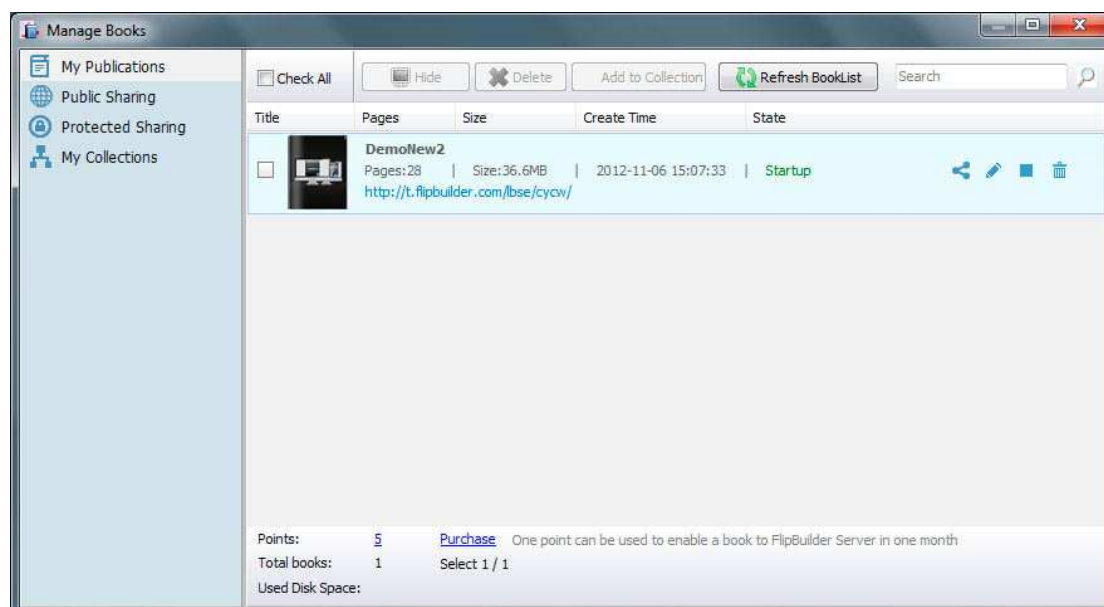 Manage Books
My Publications
Public Sharing
Protected Sharing
My Collections
Check All Hide Delete Add to Collection Refresh BookList Search
Title Pages Size Create Time State
DemoNew2
Pages:28 | Size:36.6MB | 2012-11-06 15:07:33 | Startup
http://t.flipbuilder.com/lbse/cycw/
Points: 5 Purchase One point can be used to enable a book to FlipBuilder Server in one month
Total books: 1 Select 1 / 1
Used Disk Space: